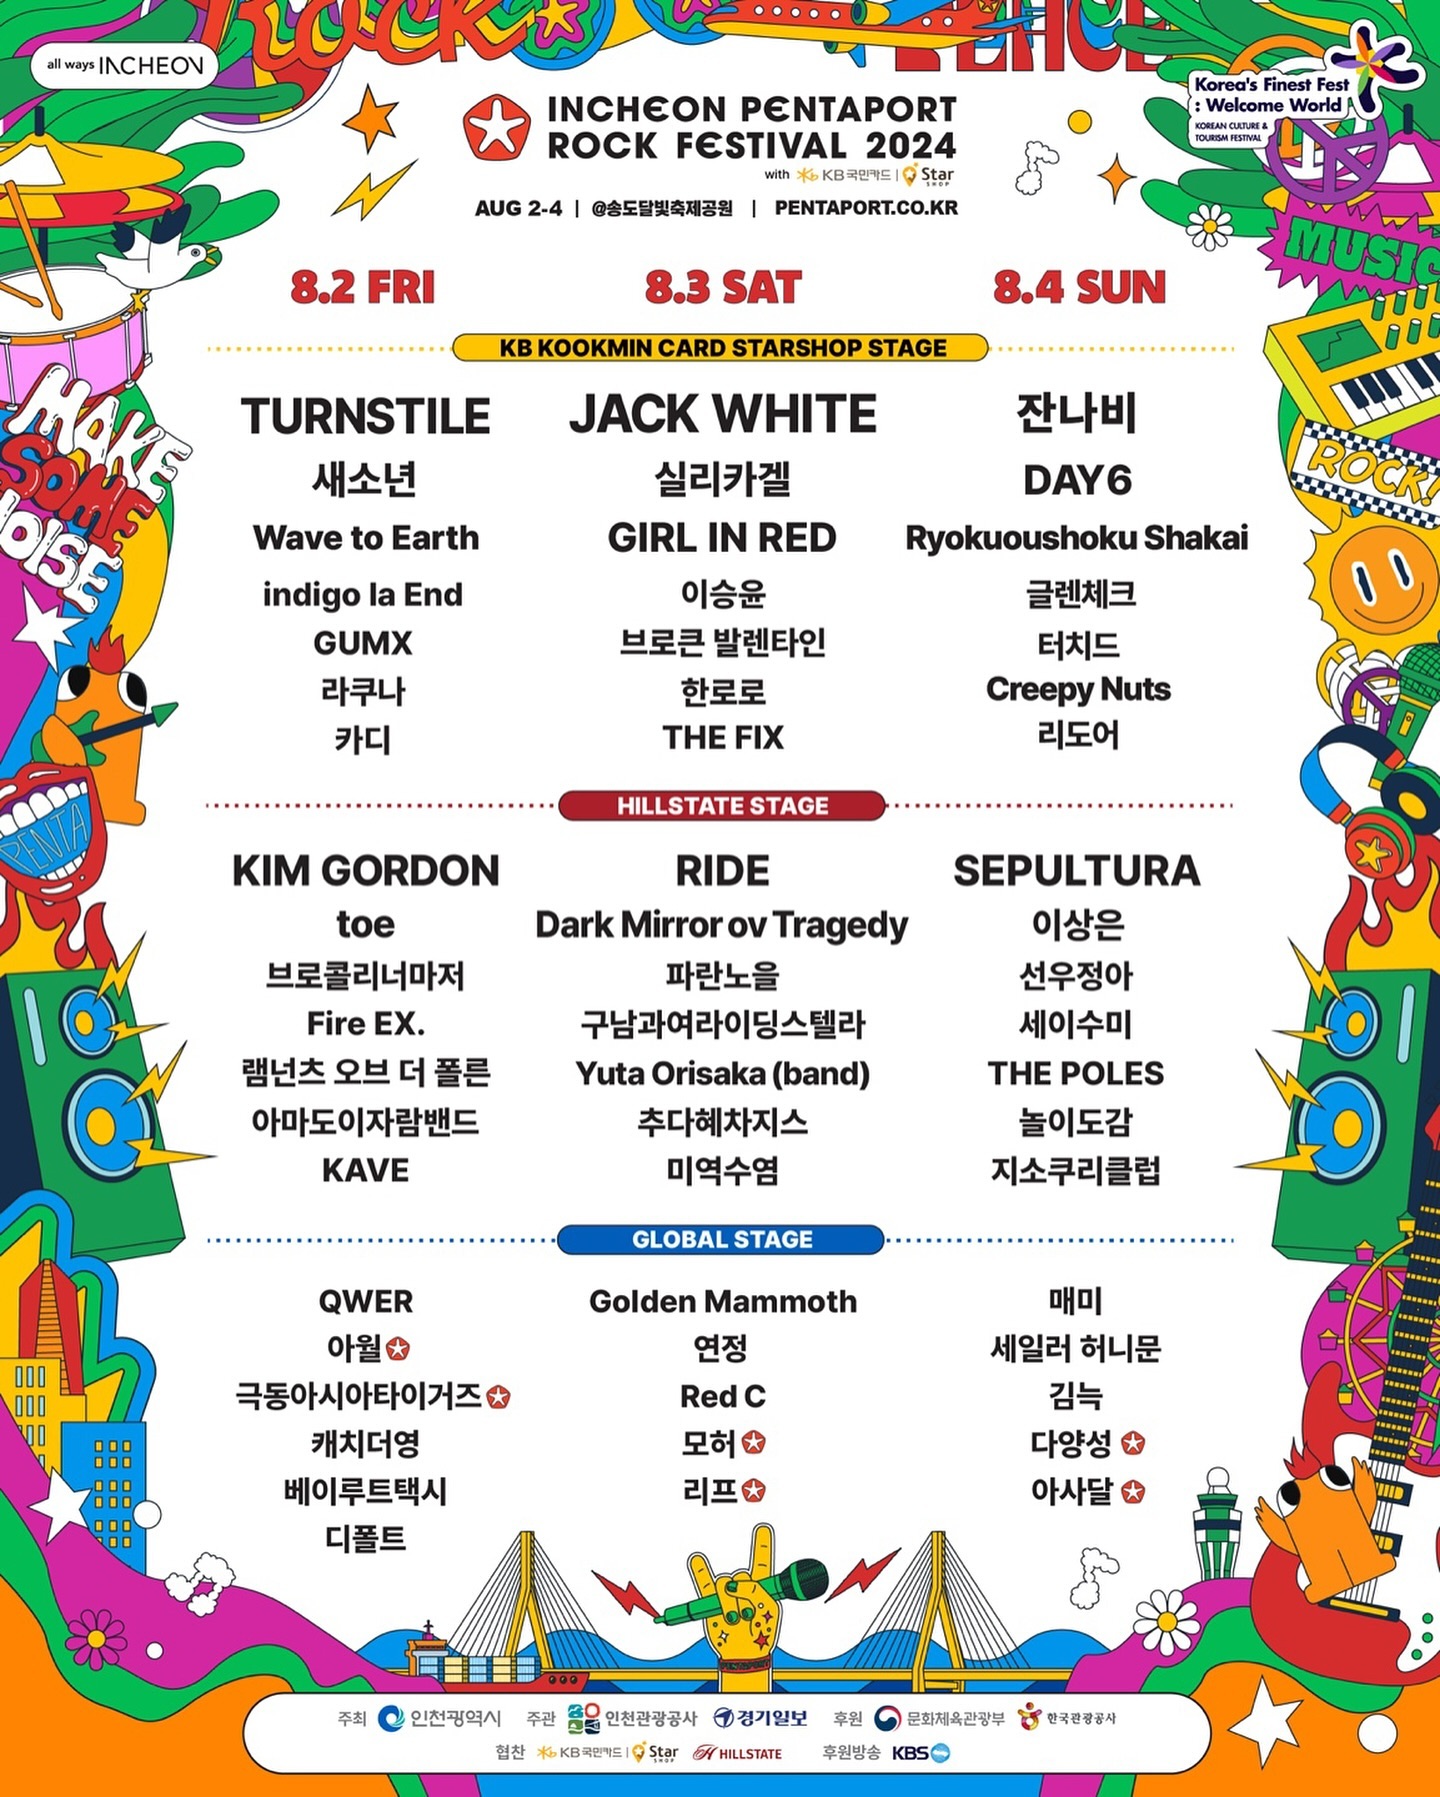 Rock
PEACE
all ways INCHEON
Korea's Finest Fest
: Welcome World
KOREAN CULTURE &
TOURISM FESTIVAL
INCHEON PENTAPORT
ROCK FESTIVAL 2024
with KB국민카드 | Star SHOP
AUG 2-4 | @송도달빛축제공원 | PENTAPORT.CO.KR
MUSIC
MAKE
SOME
NOISE
ROCK!
PENTA
8.2 FRI 8.3 SAT 8.4 SUN
KB KOOKMIN CARD STARSHOP STAGE
TURNSTILE JACK WHITE 잔나비
새소년 실리카겔 DAY6
Wave to Earth GIRL IN RED Ryokuoushoku Shakai
indigo la End 이승윤 글렌체크
GUMX 브로큰 발렌타인 터치드
라쿠나 한로로 Creepy Nuts
카디 THE FIX 리도어
HILLSTATE STAGE
KIM GORDON RIDE SEPULTURA
toe Dark Mirror ov Tragedy 이상은
브로콜리너마저 파란노을 선우정아
Fire EX. 구남과여라이딩스텔라 세이수미
램넌츠 오브 더 폴른 Yuta Orisaka (band) THE POLES
아마도이자람밴드 추다혜차지스 놀이도감
KAVE 미역수염 지소쿠리클럽
GLOBAL STAGE
QWER Golden Mammoth 매미
아월 연정 세일러 허니문
극동아시아타이거즈 Red C 김늑
캐치더영 모허 다양성
베이루트택시 리프 아사달
디폴트
PENTAPORT
주최 인천광역시 주관 인천관광공사 경기일보 후원 문화체육관광부 한국관광공사
협찬 KB국민카드 | Star SHOP HILLSTATE 후원방송 KBS